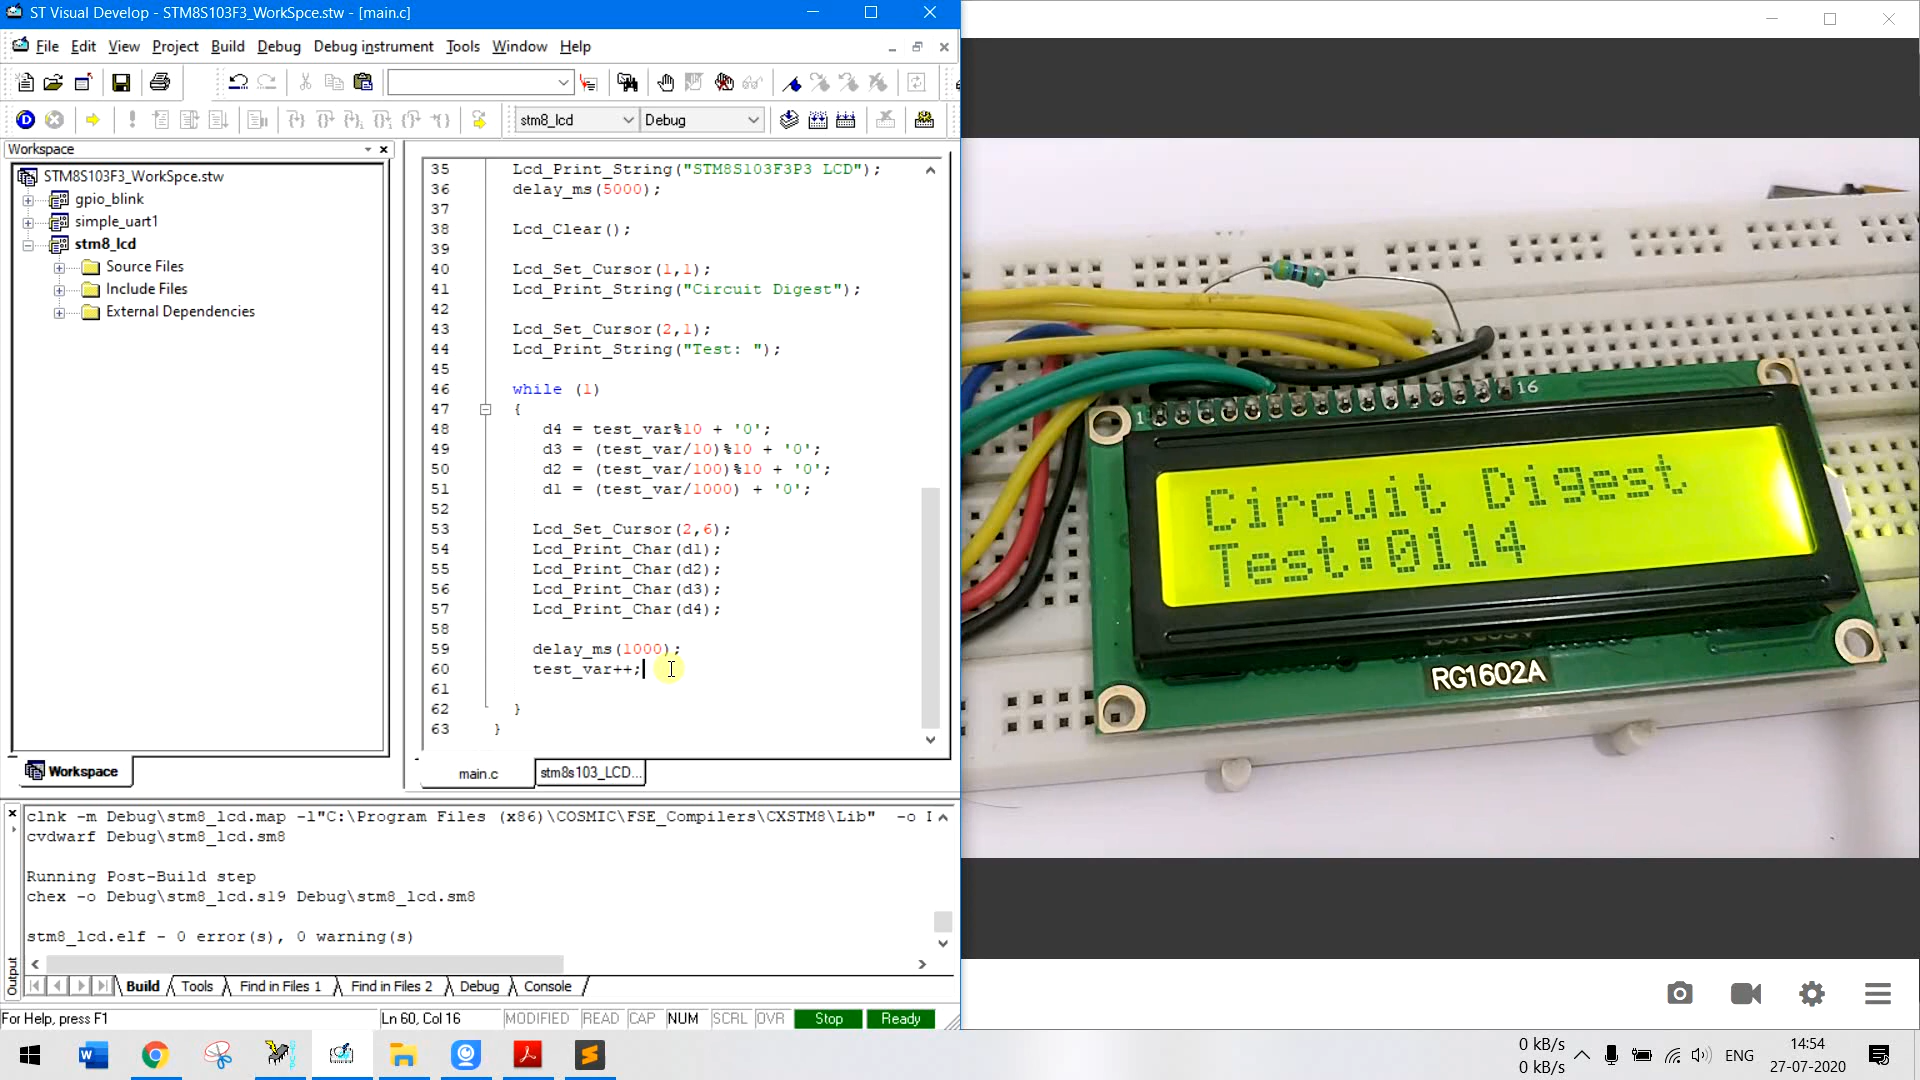 ST Visual Develop - STM8S103F3_WorkSpce.stw - [main.c]
File Edit View Project Build Debug Debug instrument Tools Window Help
stm8_lcd Debug
Workspace
STM8S103F3_WorkSpce.stw
gpio_blink
simple_uart1
stm8_lcd
Source Files
Include Files
External Dependencies
Workspace
35 Lcd_Print_String("STM8S103F3P3 LCD");
36 delay_ms(5000);
37
38 Lcd_Clear();
39
40 Lcd_Set_Cursor(1,1);
41 Lcd_Print_String("Circuit Digest");
42
43 Lcd_Set_Cursor(2,1);
44 Lcd_Print_String("Test: ");
45
46 while (1)
47 {
48 d4 = test_var%10 + '0';
49 d3 = (test_var/10)%10 + '0';
50 d2 = (test_var/100)%10 + '0';
51 d1 = (test_var/1000) + '0';
52
53 Lcd_Set_Cursor(2,6);
54 Lcd_Print_Char(d1);
55 Lcd_Print_Char(d2);
56 Lcd_Print_Char(d3);
57 Lcd_Print_Char(d4);
58
59 delay_ms(1000);
60 test_var++;
61
62 }
63 }
main.c stm8s103_LCD...
clnk -m Debug\stm8_lcd.map -l"C:\Program Files (x86)\COSMIC\FSE_Compilers\CXSTM8\Lib" -o
cvdwarf Debug\stm8_lcd.sm8
Running Post-Build step
chex -o Debug\stm8_lcd.s19 Debug\stm8_lcd.sm8
stm8_lcd.elf - 0 error(s), 0 warning(s)
Output
Build Tools Find in Files 1 Find in Files 2 Debug Console
For Help, press F1 Ln 60, Col 16 MODIFIED READ CAP NUM SCRL OVR Stop Ready
1 16
Circuit Digest
Test:0114
RG1602A
0 kB/s
0 kB/s
ENG
14:54
27-07-2020